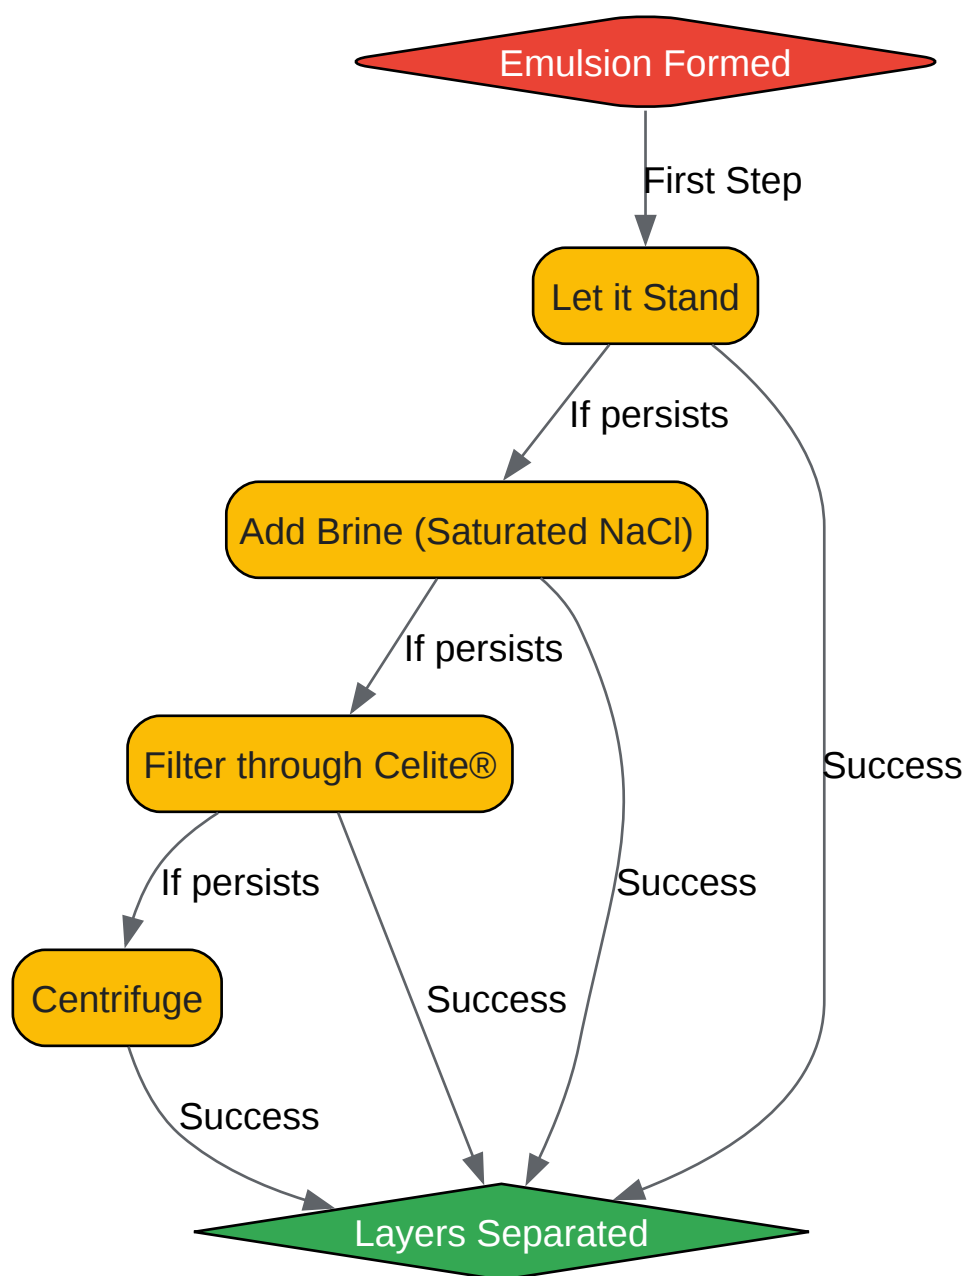 Emulsion Formed
First Step
Let it Stand
If persists
Add Brine (Saturated NaCl)
If persists
Filter through Celite®
Success
If persists
Success
Centrifuge
Success
Success
Layers Separated